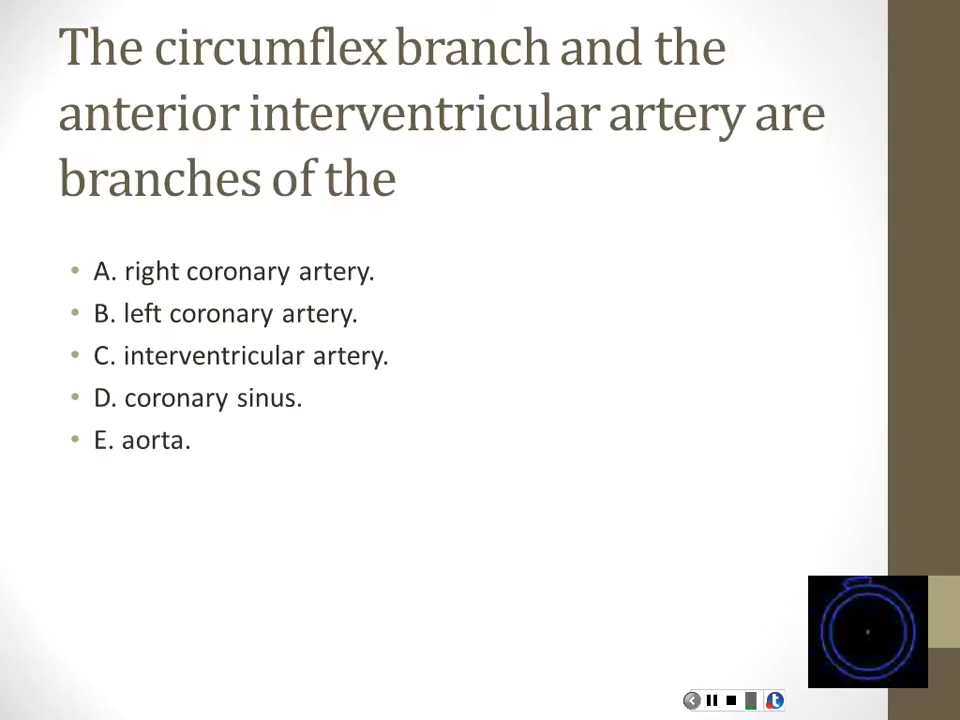 The circumflex branch and the
anterior interventricular artery are
branches of the
• A. right coronary artery.
• B. left coronary artery.
• C. interventricular artery.
• D. coronary sinus.
• E. aorta.